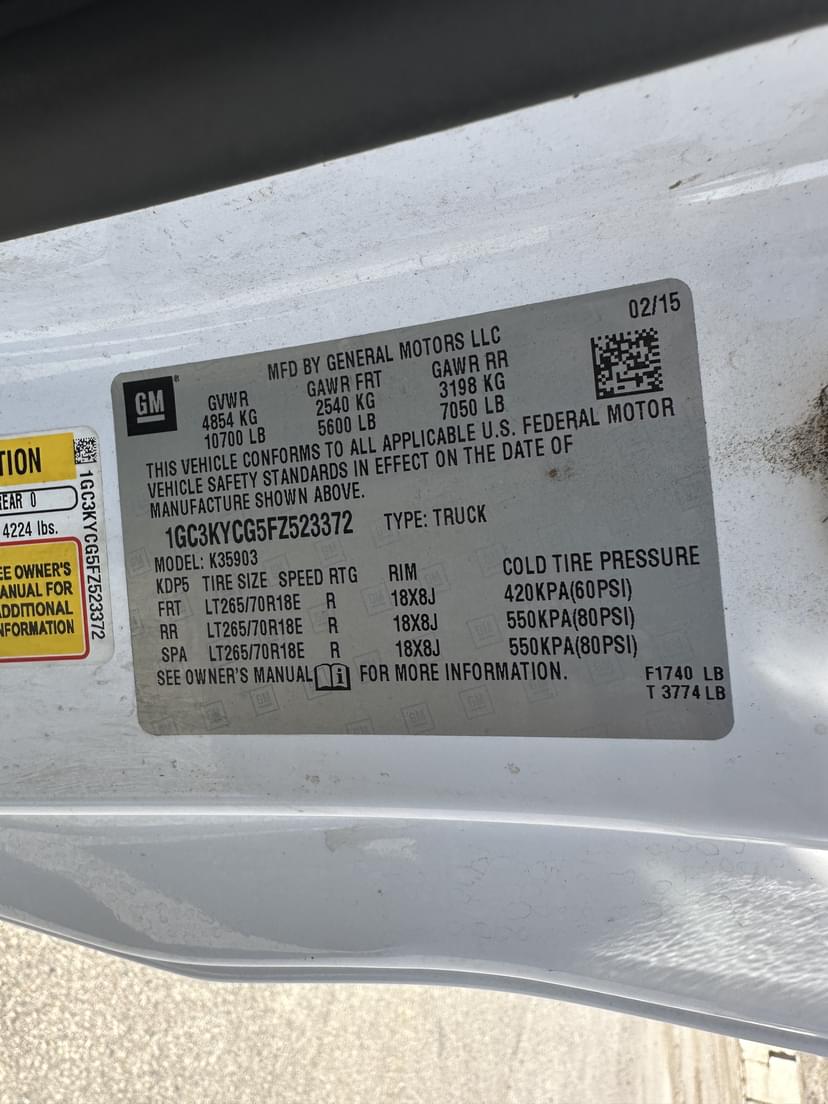 02/15
GM
MFD BY GENERAL MOTORS LLC
GVWR GAWR FRT GAWR RR
4854 KG 2540 KG 3198 KG
10700 LB 5600 LB 7050 LB
THIS VEHICLE CONFORMS TO ALL APPLICABLE U.S. FEDERAL MOTOR
VEHICLE SAFETY STANDARDS IN EFFECT ON THE DATE OF
MANUFACTURE SHOWN ABOVE.
1GC3KYCG5FZ523372 TYPE: TRUCK
MODEL: K35903
KDP5 TIRE SIZE SPEED RTG RIM COLD TIRE PRESSURE
FRT LT265/70R18E R 18X8J 420KPA(60PSI)
RR LT265/70R18E R 18X8J 550KPA(80PSI)
SPA LT265/70R18E R 18X8J 550KPA(80PSI)
SEE OWNER'S MANUAL FOR MORE INFORMATION.
F1740 LB
T 3774 LB
TION
REAR 0
4224 lbs.
EE OWNER'S
ANUAL FOR
ADDITIONAL
NFORMATION
1GC3KYCG5FZ523372